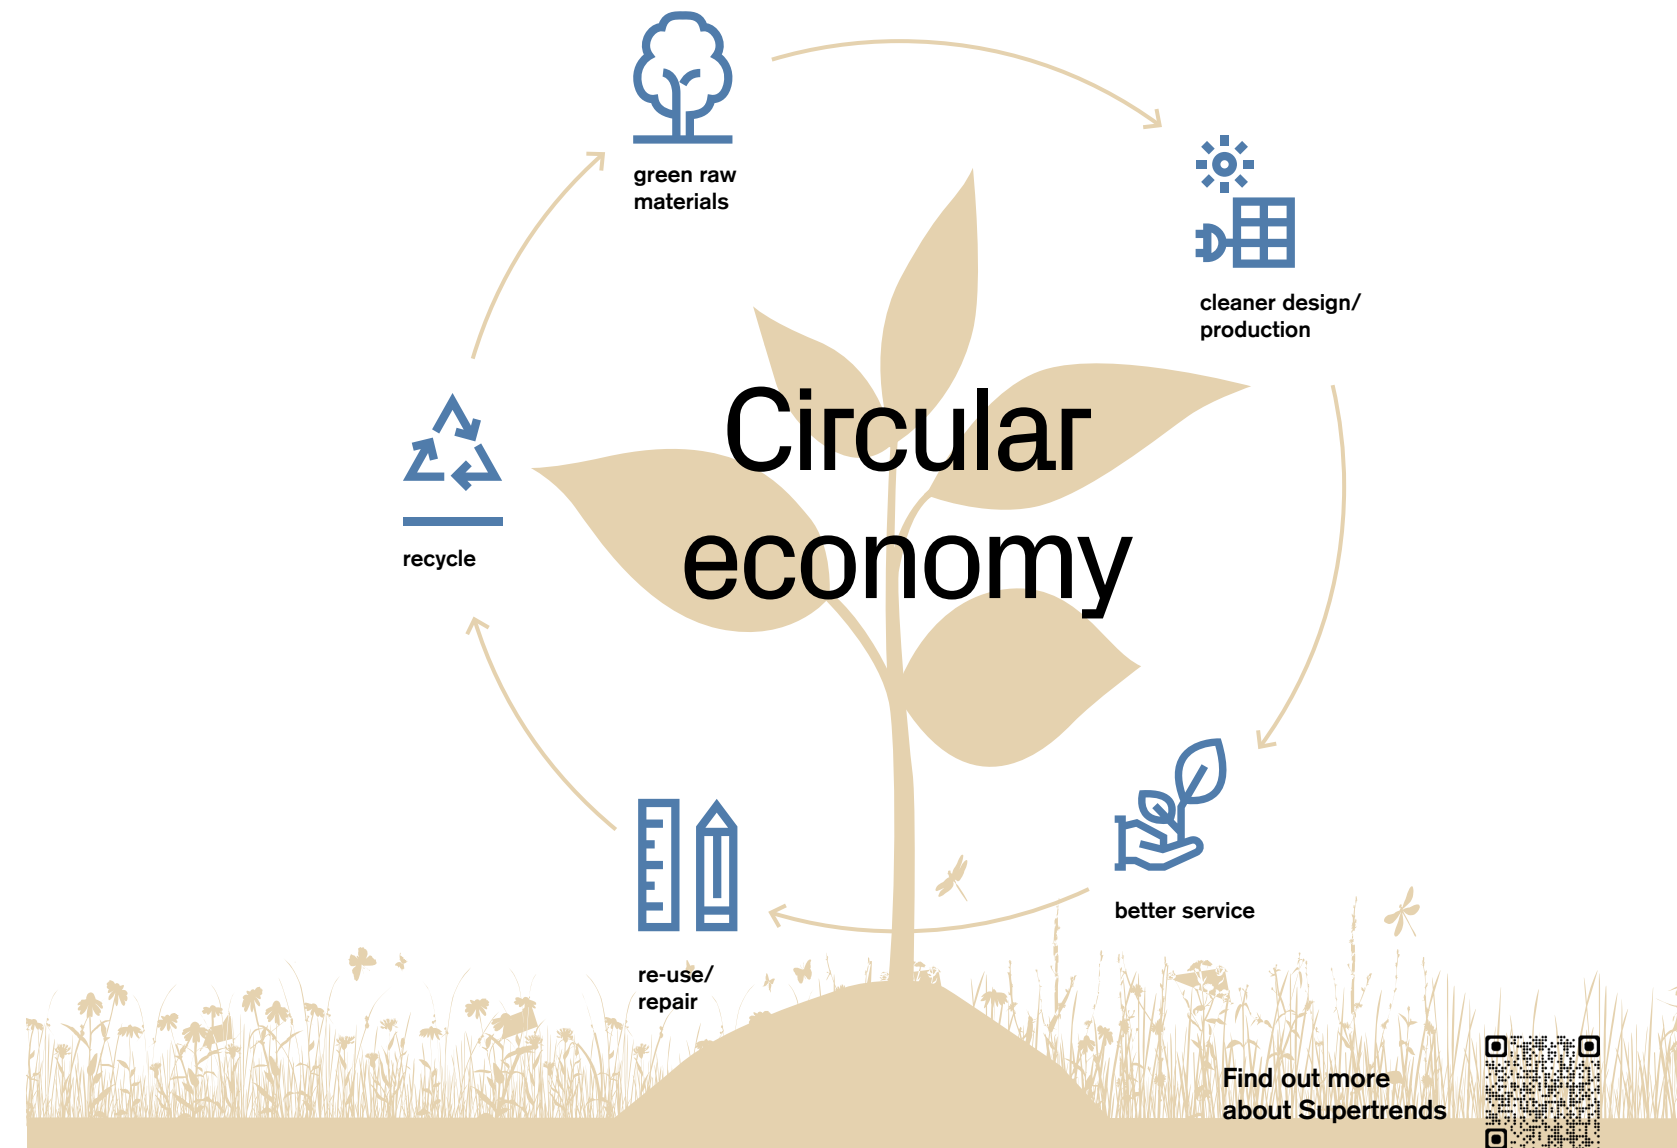 green raw
materials
cleaner design/
production
Circular
economy
recycle
better service
re-use/
repair
Find out more
about Supertrends